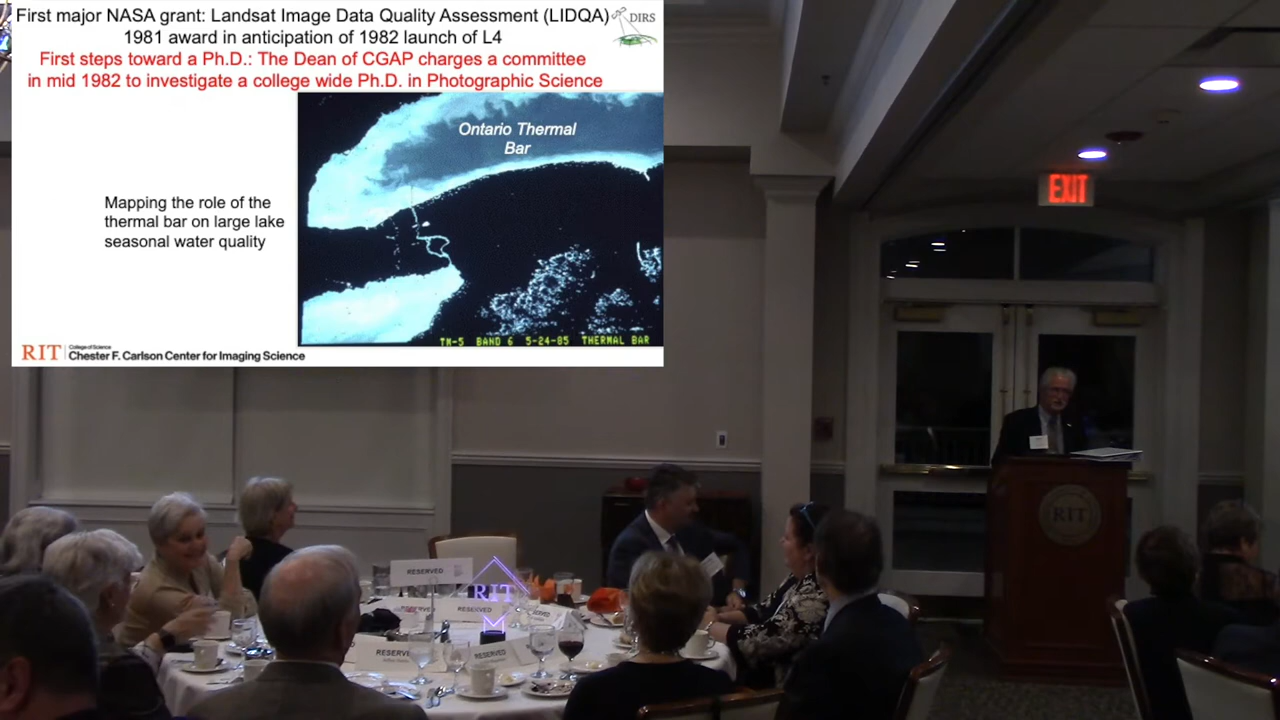 First major NASA grant: Landsat Image Data Quality Assessment (LIDQA)
DIRS
1981 award in anticipation of 1982 launch of L4
First steps toward a Ph.D.: The Dean of CGAP charges a committee
in mid 1982 to investigate a college wide Ph.D. in Photographic Science
Ontario Thermal
Bar
Mapping the role of the
thermal bar on large lake
seasonal water quality
TM-5 BAND 6 5-24-85 THERMAL BAR
RIT
College of Science
Chester F. Carlson Center for Imaging Science
EXIT
RIT
RESERVED
RIT
RESERVED
RESERVED
RESERVED
RESERVED